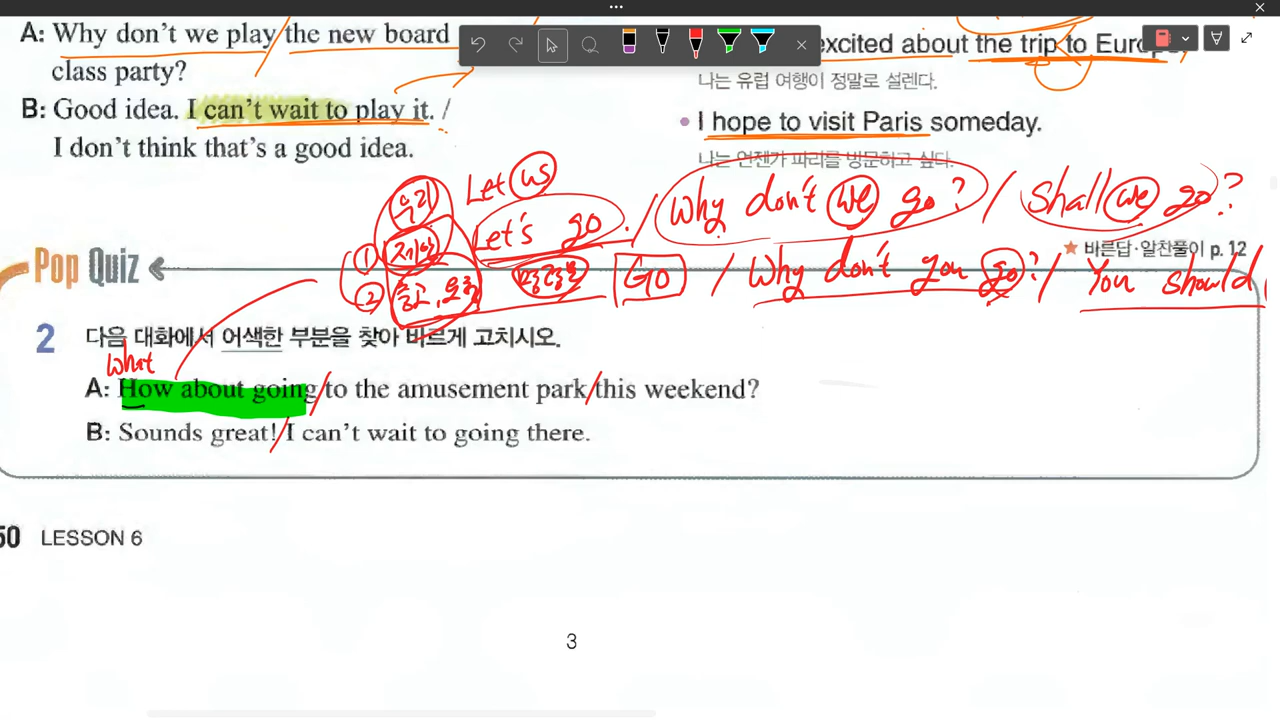 A: Why don't we play the new board
class party?
B: Good idea. I can't wait to play it. /
I don't think that's a good idea.
excited about the trip to Europe,
나는 유럽 여행이 정말로 설렌다.
• I hope to visit Paris someday.
나는 언젠가 파리를 방문하고 싶다.
우리 Let us
① 제안 Let's go. / Why don't we go? / Shall we go?
② 충고, 요청 명령문 GO / Why don't you go? / You should
Pop Quiz
★ 바른답·알찬풀이 p. 12
2 다음 대화에서 어색한 부분을 찾아 바르게 고치시오.
What
A: How about going / to the amusement park / this weekend?
B: Sounds great! / I can't wait to going there.
50 LESSON 6
3